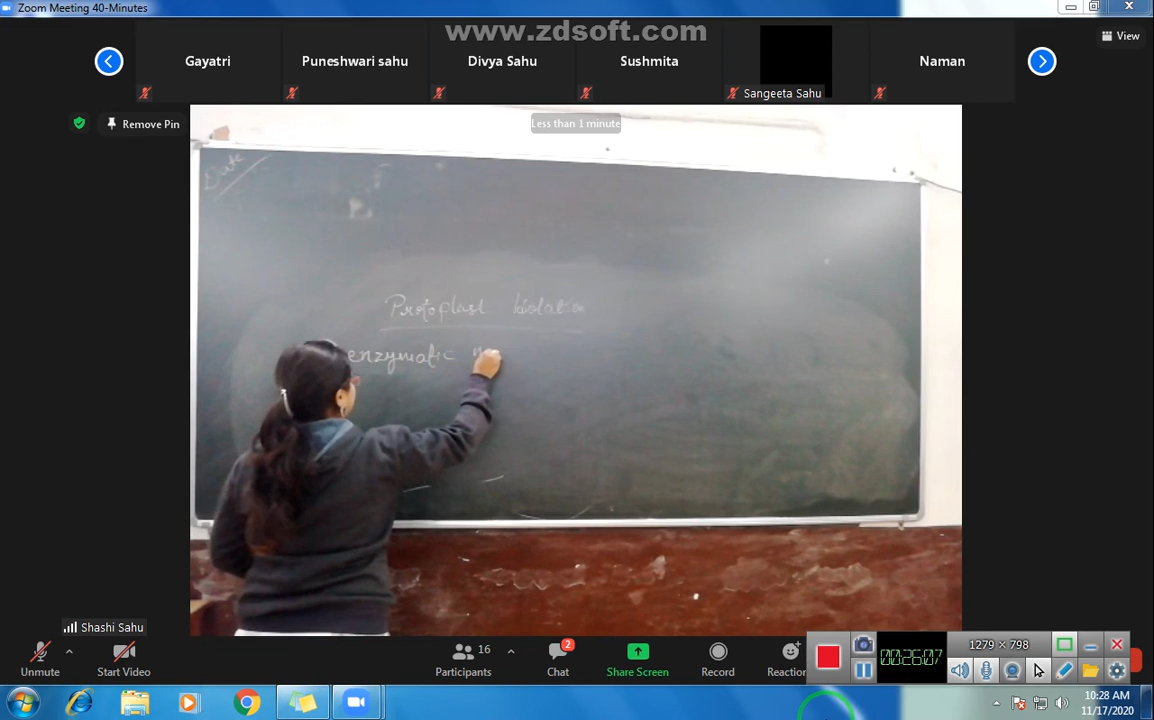 Zoom Meeting 40-Minutes
www.zdsoft.com
View
Gayatri
Puneshwari sahu
Divya Sahu
Sushmita
Sangeeta Sahu
Naman
Remove Pin
Less than 1 minute
Date
Protoplast Isolation
enzymatic
Shashi Sahu
Unmute
Start Video
16
Participants
2
Chat
Share Screen
Record
Reaction
00:26:07
1279 × 798
10:28 AM
11/17/2020